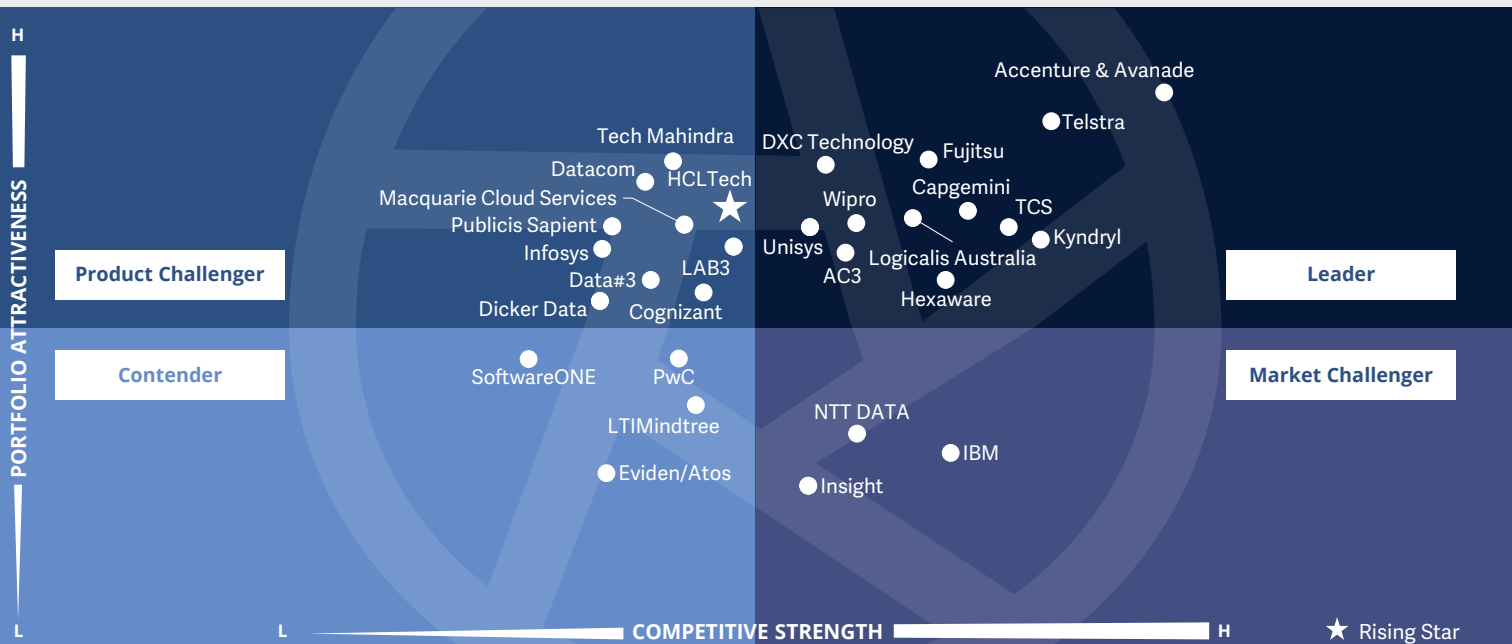 H
Accenture & Avanade
Telstra
Tech Mahindra
DXC Technology
Fujitsu
Datacom
HCLTech
Capgemini
Macquarie Cloud Services
Wipro
TCS
Publicis Sapient
Kyndryl
Infosys
Unisys
Logicalis Australia
LAB3
AC3
Product Challenger
Leader
Data#3
Hexaware
Dicker Data
Cognizant
PORTFOLIO ATTRACTIVENESS
Contender
SoftwareONE
PwC
Market Challenger
NTT DATA
LTIMindtree
IBM
Eviden/Atos
Insight
L
L
COMPETITIVE STRENGTH
H
Rising Star